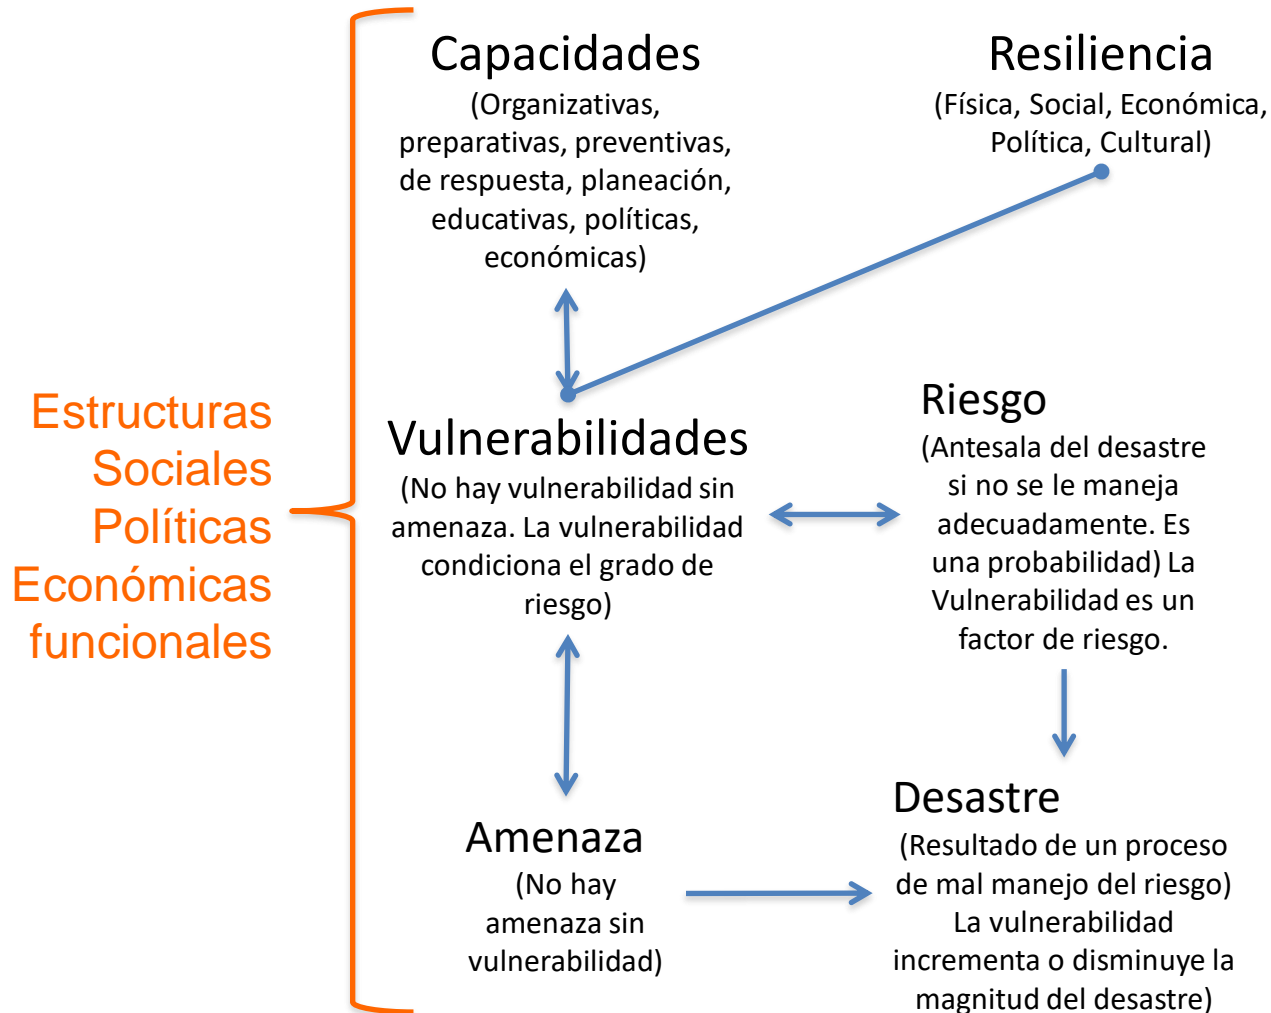 Capacidades
(Organizativas,
preparativas, preventivas,
de respuesta, planeación,
educativas, políticas,
económicas)
Resiliencia
(Física, Social, Económica,
Política, Cultural)
Estructuras
Sociales
Políticas
Económicas
funcionales
Vulnerabilidades
(No hay vulnerabilidad sin
amenaza. La vulnerabilidad
condiciona el grado de
riesgo)
Riesgo
(Antesala del desastre
si no se le maneja
adecuadamente. Es
una probabilidad) La
Vulnerabilidad es un
factor de riesgo.
Amenaza
(No hay
amenaza sin
vulnerabilidad)
Desastre
(Resultado de un proceso
de mal manejo del riesgo)
La vulnerabilidad
incrementa o disminuye la
magnitud del desastre)